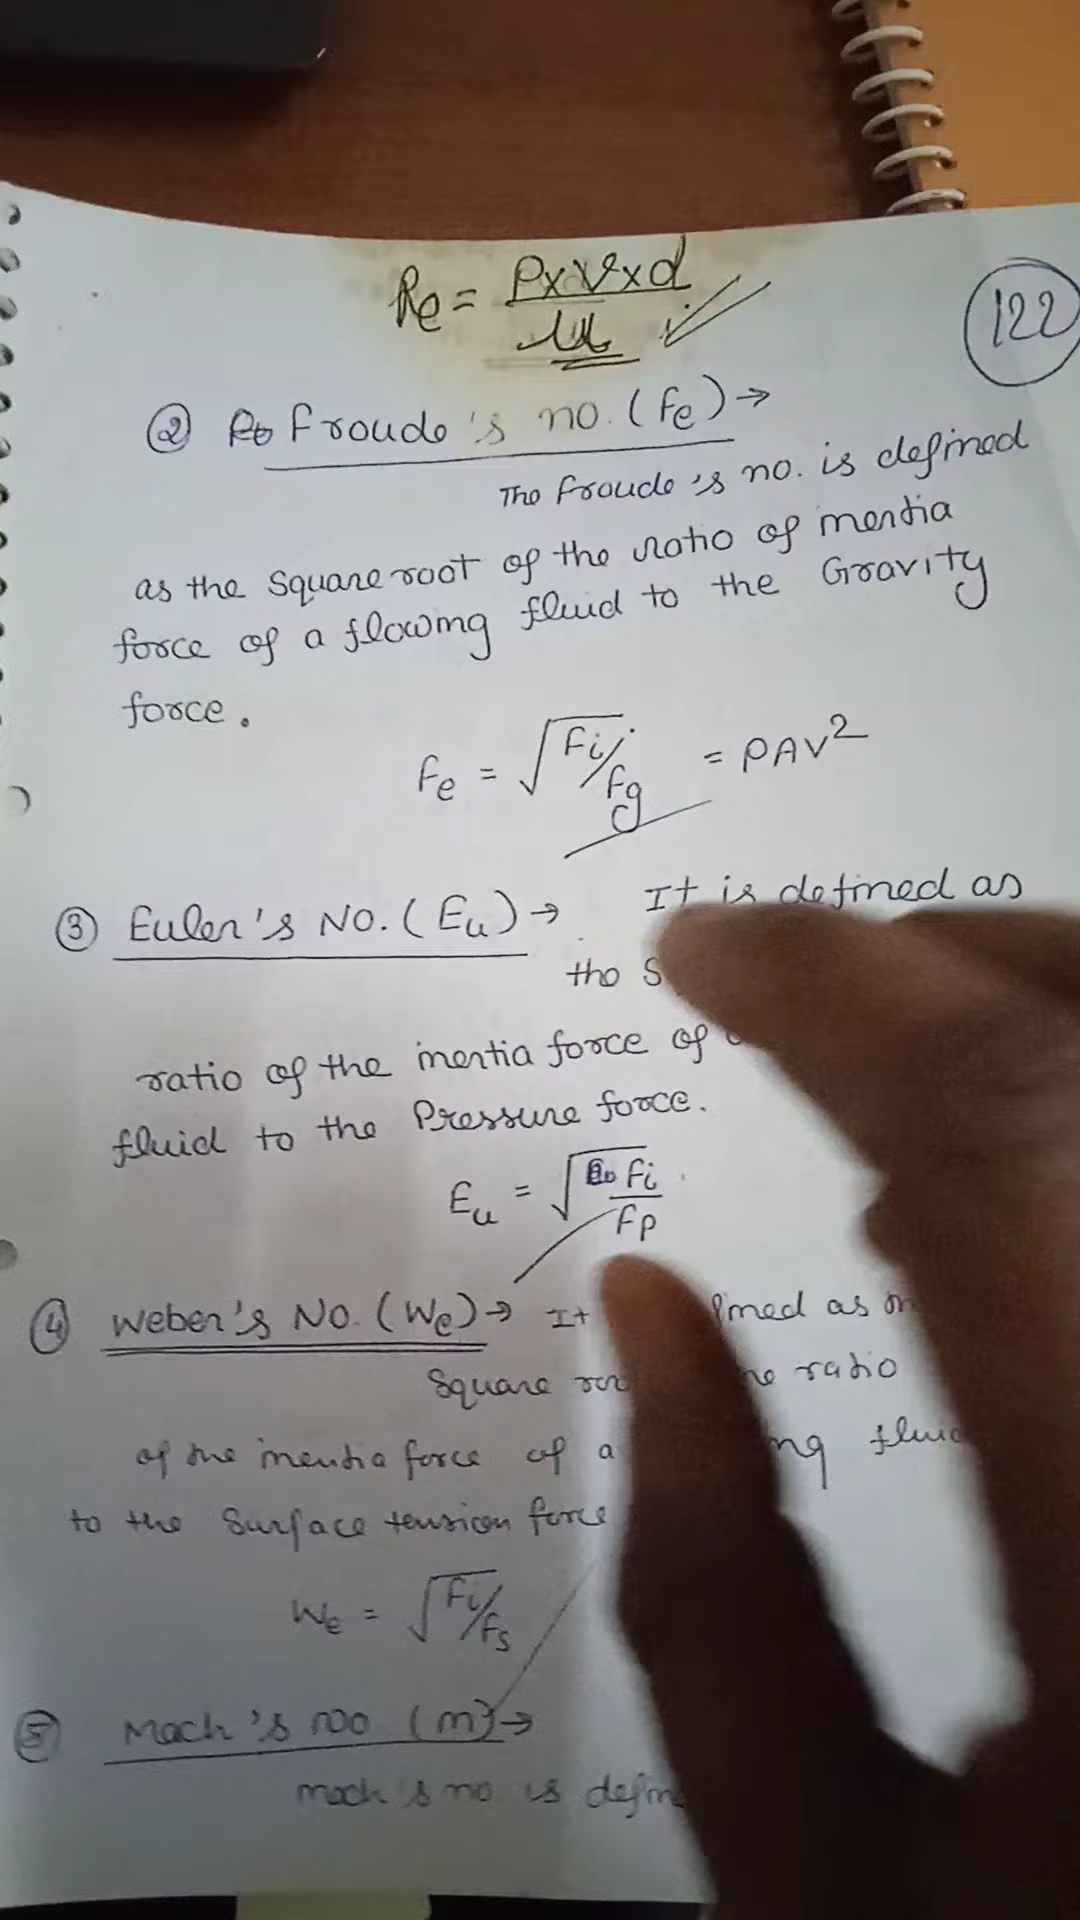 Re = ρxVxd
μ
122
② Froude's no. (Fe) →
The Froude's no. is defined
as the square root of the ratio of inertia
force of a flowing fluid to the Gravity
force.
Fe = √Fi/Fg = ρAV²
③ Euler's NO. (Eu) → It is defined as
the S
ratio of the inertia force of
fluid to the Pressure force.
Eu = √Fi
Fp
④ Weber's NO. (We) → It as
Square ratio
of the inertia force of a fluid
to the Surface tension force
We = √Fi/Fs
⑤ Mach's no (m) →
mach's no is